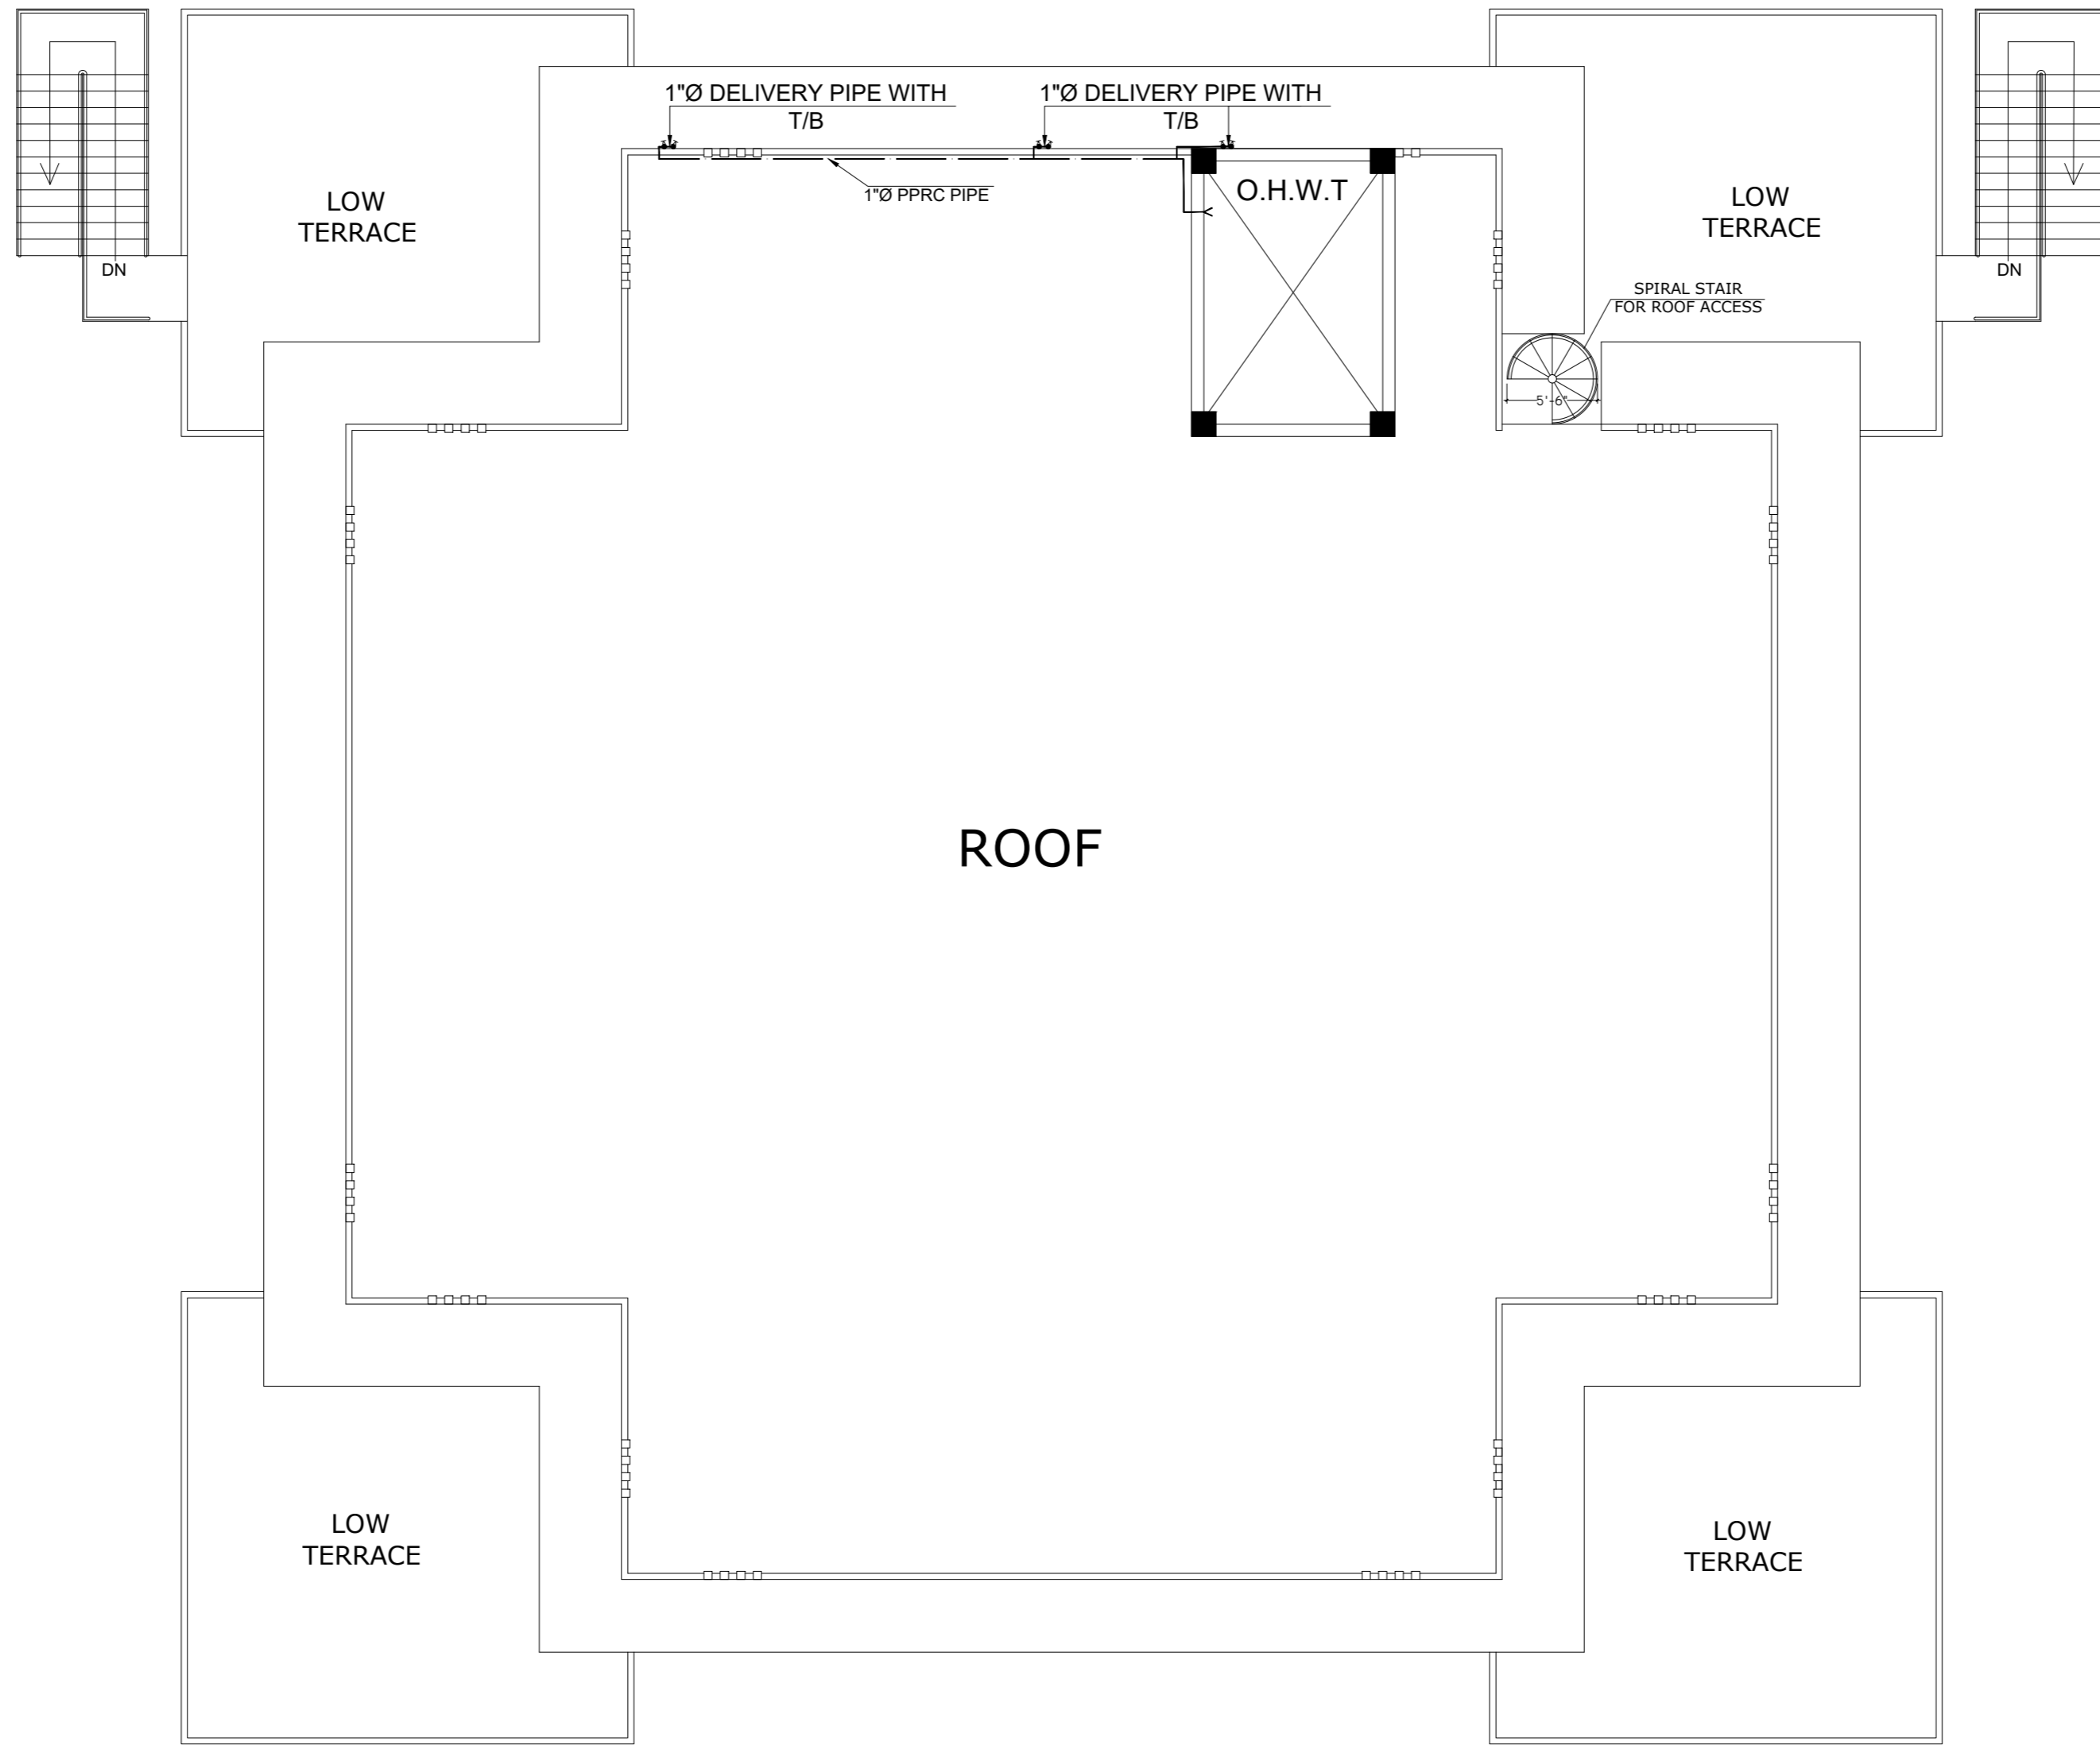 1"Ø DELIVERY PIPE WITH
T/B
1"Ø DELIVERY PIPE WITH
T/B
1"Ø PPRC PIPE
O.H.W.T
LOW
TERRACE
LOW
TERRACE
DN
DN
SPIRAL STAIR
FOR ROOF ACCESS
5'-6"
ROOF
LOW
TERRACE
LOW
TERRACE